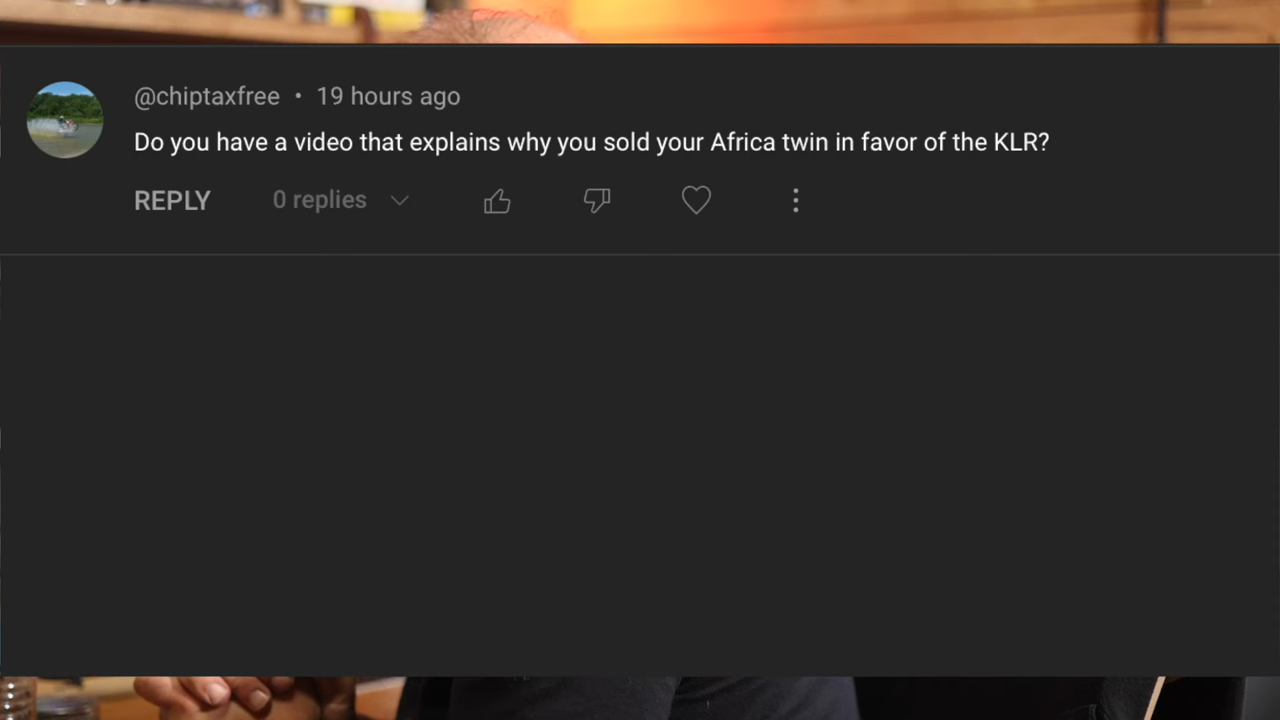 @chiptaxfree • 19 hours ago
Do you have a video that explains why you sold your Africa twin in favor of the KLR?
REPLY 0 replies